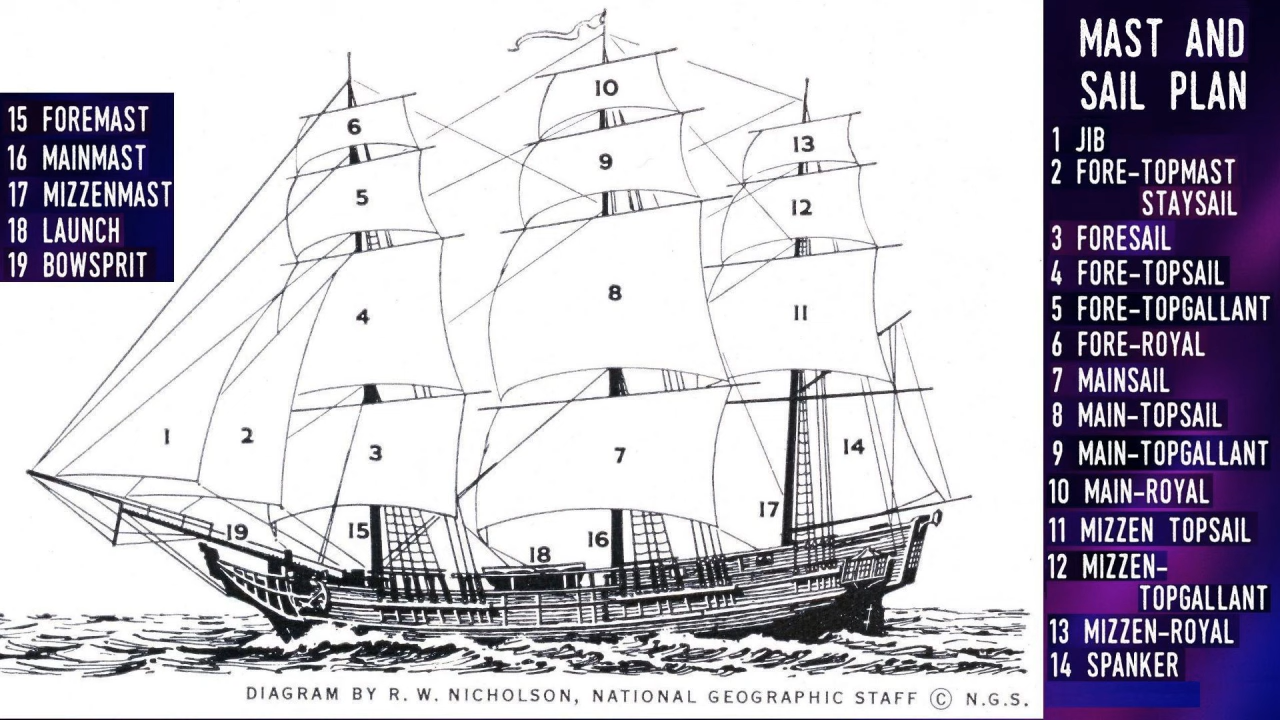 15 FOREMAST
16 MAINMAST
17 MIZZENMAST
18 LAUNCH
19 BOWSPRIT
10
6
13
9
5
12
8
4
11
1
2
3
7
14
17
19
15
16
18
DIAGRAM BY R. W. NICHOLSON, NATIONAL GEOGRAPHIC STAFF © N.G.S.
MAST AND
SAIL PLAN
1 JIB
2 FORE-TOPMAST
STAYSAIL
3 FORESAIL
4 FORE-TOPSAIL
5 FORE-TOPGALLANT
6 FORE-ROYAL
7 MAINSAIL
8 MAIN-TOPSAIL
9 MAIN-TOPGALLANT
10 MAIN-ROYAL
11 MIZZEN TOPSAIL
12 MIZZEN-
TOPGALLANT
13 MIZZEN-ROYAL
14 SPANKER